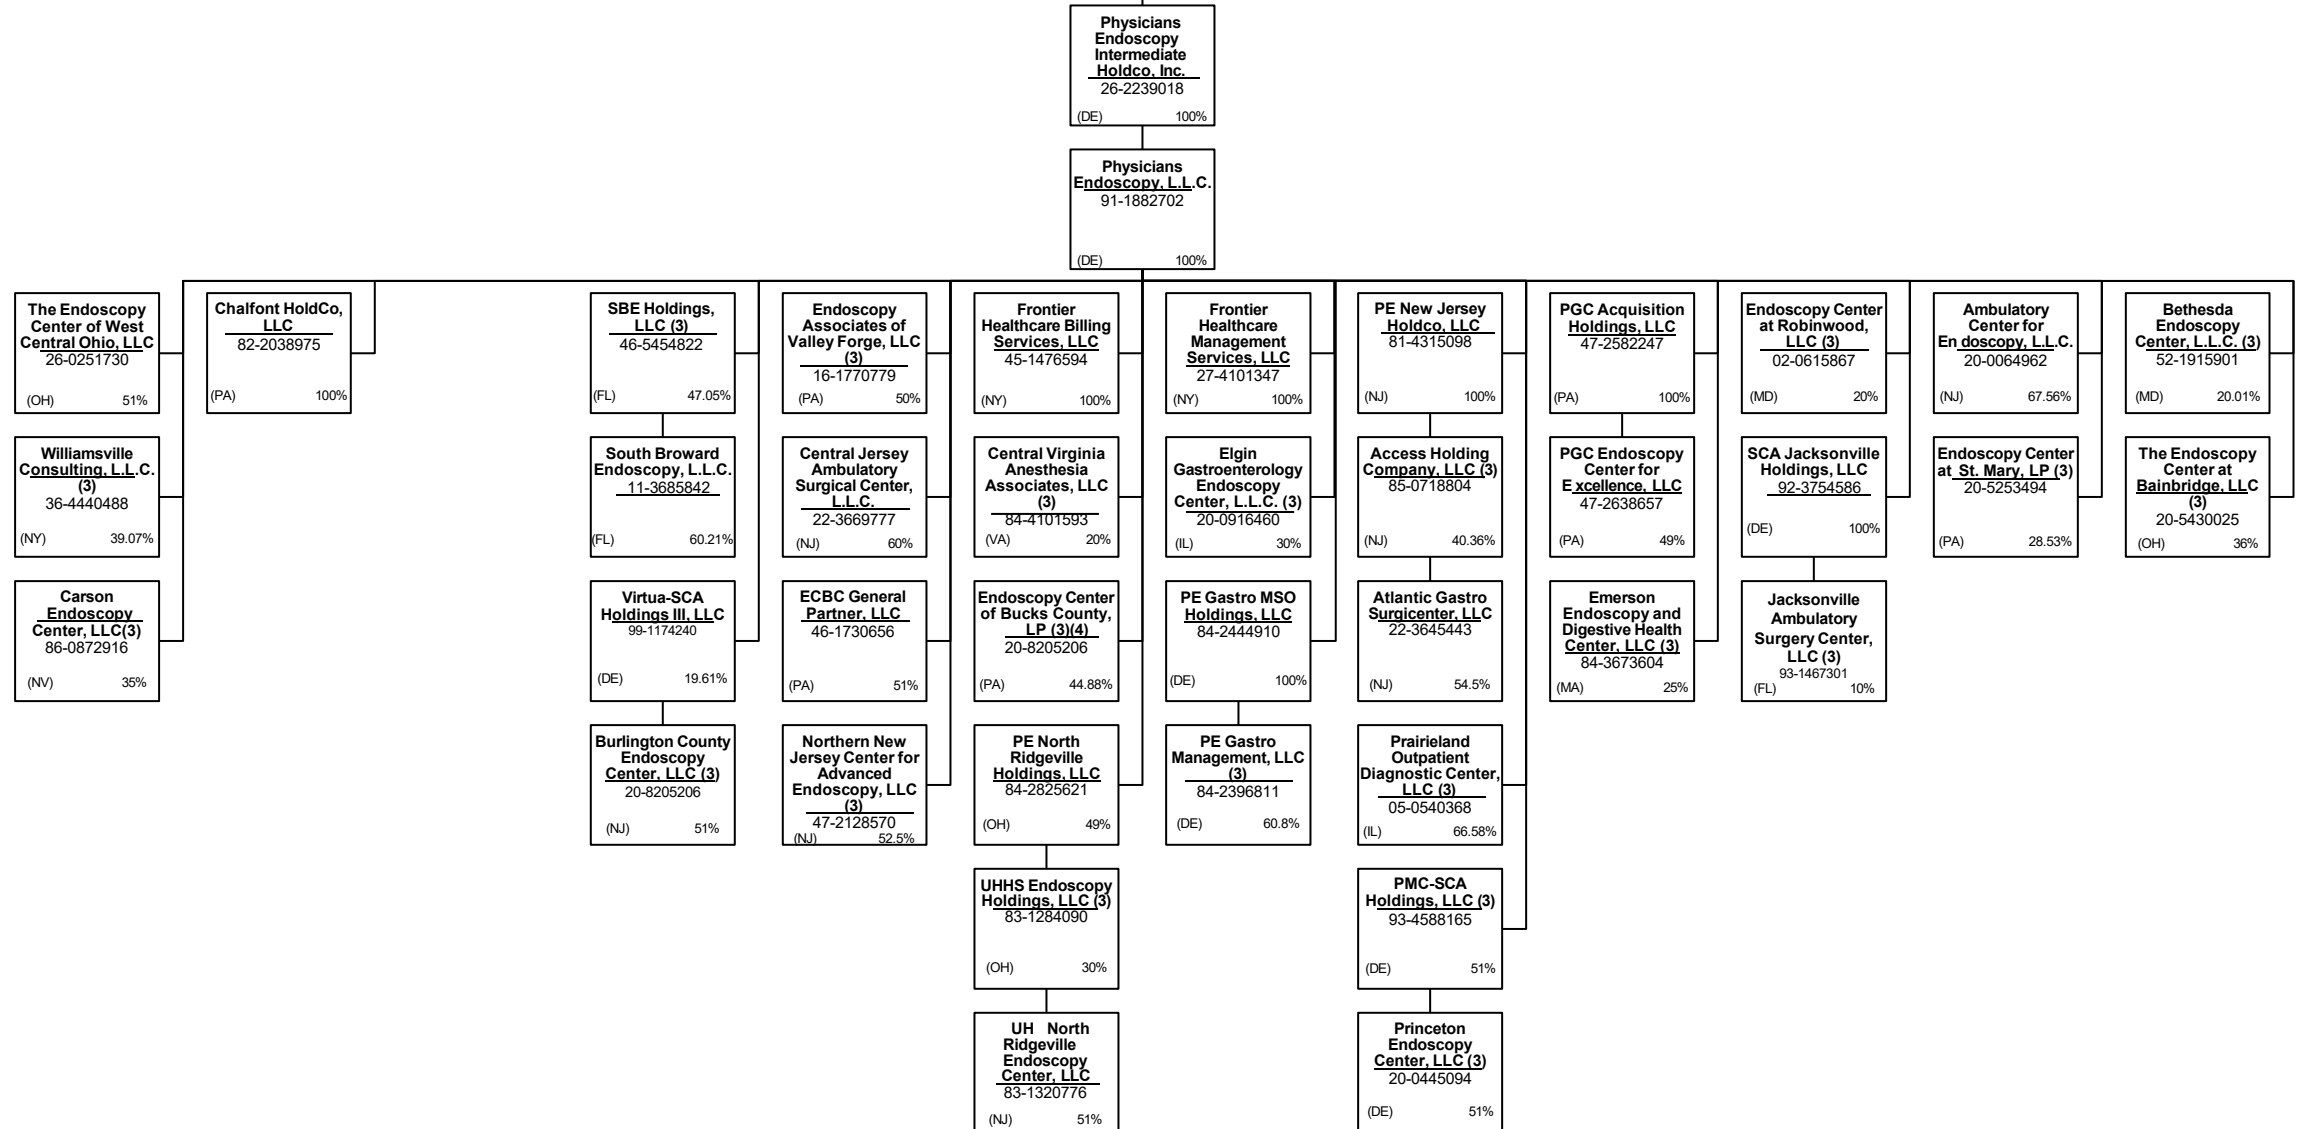 Physicians
Endoscopy
Intermediate
Holdco, Inc.
26-2239018
(DE) 100%
Physicians
Endoscopy, L.L.C.
91-1882702
(DE) 100%
The Endoscopy
Center of West
Central Ohio, LLC
26-0251730
(OH) 51%
Chalfont HoldCo,
LLC
82-2038975
(PA) 100%
SBE Holdings,
LLC (3)
46-5454822
(FL) 47.05%
Endoscopy
Associates of
Valley Forge, LLC
(3)
16-1770779
(PA) 50%
Frontier
Healthcare Billing
Services, LLC
45-1476594
(NY) 100%
Frontier
Healthcare
Management
Services, LLC
27-4101347
(NY) 100%
PE New Jersey
Holdco, LLC
81-4315098
(NJ) 100%
PGC Acquisition
Holdings, LLC
47-2582247
(PA) 100%
Endoscopy Center
at Robinwood,
LLC (3)
02-0615867
(MD) 20%
Ambulatory
Center for
En doscopy, L.L.C.
20-0064962
(NJ) 67.56%
Bethesda
Endoscopy
Center, L.L.C. (3)
52-1915901
(MD) 20.01%
Williamsville
Consulting, L.L.C.
(3)
36-4440488
(NY) 39.07%
South Broward
Endoscopy, L.L.C.
11-3685842
(FL) 60.21%
Central Jersey
Ambulatory
Surgical Center,
L.L.C.
22-3669777
(NJ) 60%
Central Virginia
Anesthesia
Associates, LLC
(3)
84-4101593
(VA) 20%
Elgin
Gastroenterology
Endoscopy
Center, L.L.C. (3)
20-0916460
(IL) 30%
Access Holding
Company, LLC (3)
85-0718804
(NJ) 40.36%
PGC Endoscopy
Center for
E xcellence, LLC
47-2638657
(PA) 49%
SCA Jacksonville
Holdings, LLC
92-3754586
(DE) 100%
Endoscopy Center
at St. Mary, LP (3)
20-5253494
(PA) 28.53%
The Endoscopy
Center at
Bainbridge, LLC
(3)
20-5430025
(OH) 36%
Carson
Endoscopy
Center, LLC(3)
86-0872916
(NV) 35%
Virtua-SCA
Holdings III, LLC
99-1174240
(DE) 19.61%
ECBC General
Partner, LLC
46-1730656
(PA) 51%
Endoscopy Center
of Bucks County,
LP (3)(4)
20-8205206
(PA) 44.88%
PE Gastro MSO
Holdings, LLC
84-2444910
(DE) 100%
Atlantic Gastro
Surgicenter, LLC
22-3645443
(NJ) 54.5%
Emerson
Endoscopy and
Digestive Health
Center, LLC (3)
84-3673604
(MA) 25%
Jacksonville
Ambulatory
Surgery Center,
LLC (3)
93-1467301
(FL) 10%
Burlington County
Endoscopy
Center, LLC (3)
20-8205206
(NJ) 51%
Northern New
Jersey Center for
Advanced
Endoscopy, LLC
(3)
47-2128570
(NJ) 52.5%
PE North
Ridgeville
Holdings, LLC
84-2825621
(OH) 49%
PE Gastro
Management, LLC
(3)
84-2396811
(DE) 60.8%
Prairieland
Outpatient
Diagnostic Center,
LLC (3)
05-0540368
(IL) 66.58%
UHHS Endoscopy
Holdings, LLC (3)
83-1284090
(OH) 30%
PMC-SCA
Holdings, LLC (3)
93-4588165
(DE) 51%
UH North
Ridgeville
Endoscopy
Center, LLC
83-1320776
(NJ) 51%
Princeton
Endoscopy
Center, LLC (3)
20-0445094
(DE) 51%